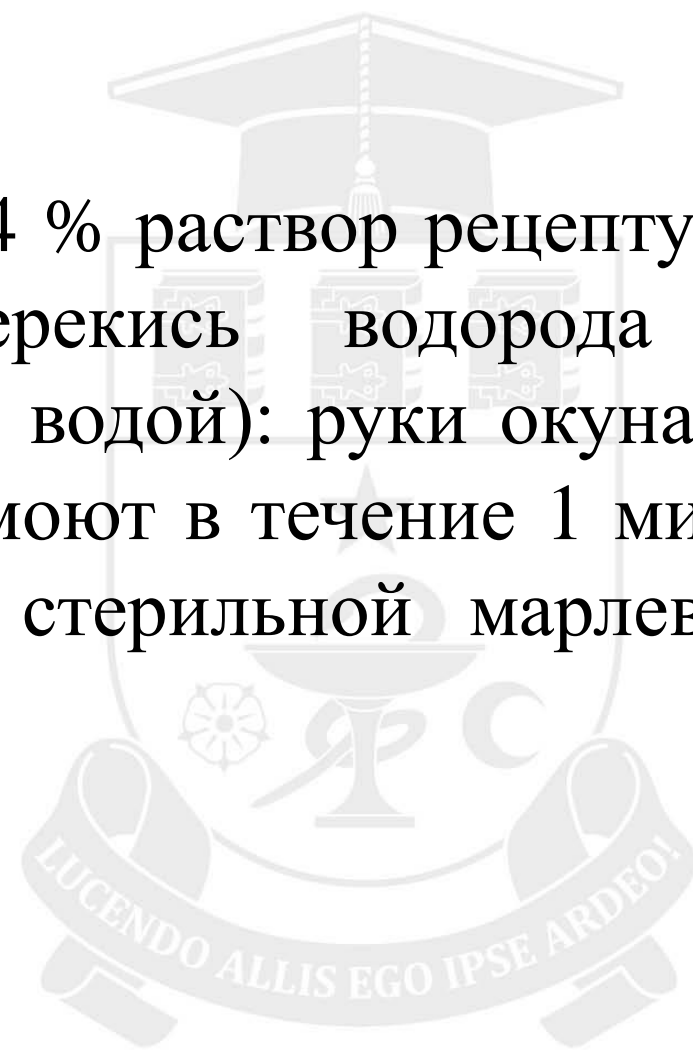 4 % раствор рецепту
ерекись водорода
водой): руки окуна
моют в течение 1 ми
стерильной марлев
LUCENDO ALLIS EGO IPSE ARDEO!